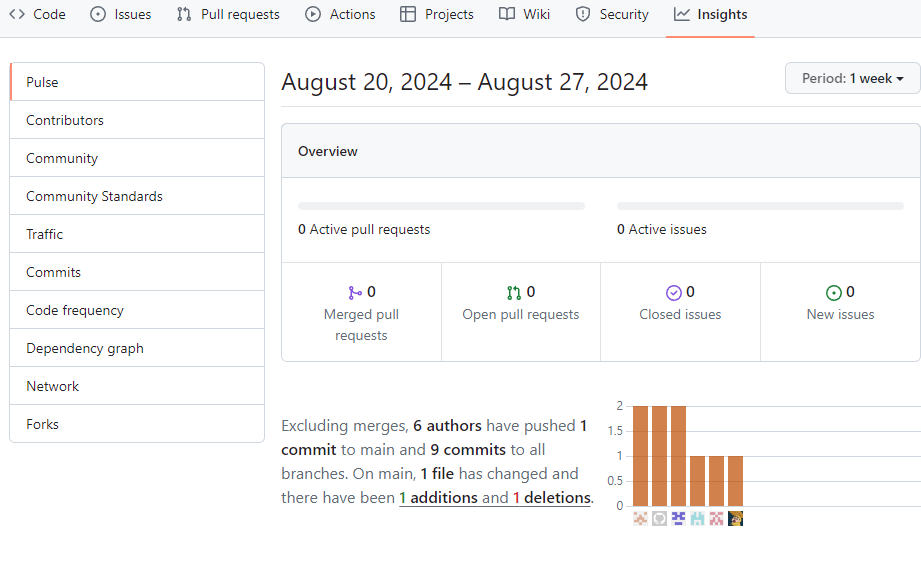 Code Issues Pull requests Actions Projects Wiki Security Insights
Pulse
Contributors
Community
Community Standards
Traffic
Commits
Code frequency
Dependency graph
Network
Forks
August 20, 2024 – August 27, 2024
Period: 1 week
Overview
0 Active pull requests
0 Active issues
0
Merged pull
requests
0
Open pull requests
0
Closed issues
0
New issues
Excluding merges, 6 authors have pushed 1
commit to main and 9 commits to all
branches. On main, 1 file has changed and
there have been 1 additions and 1 deletions.
2
1.5
1
0.5
0